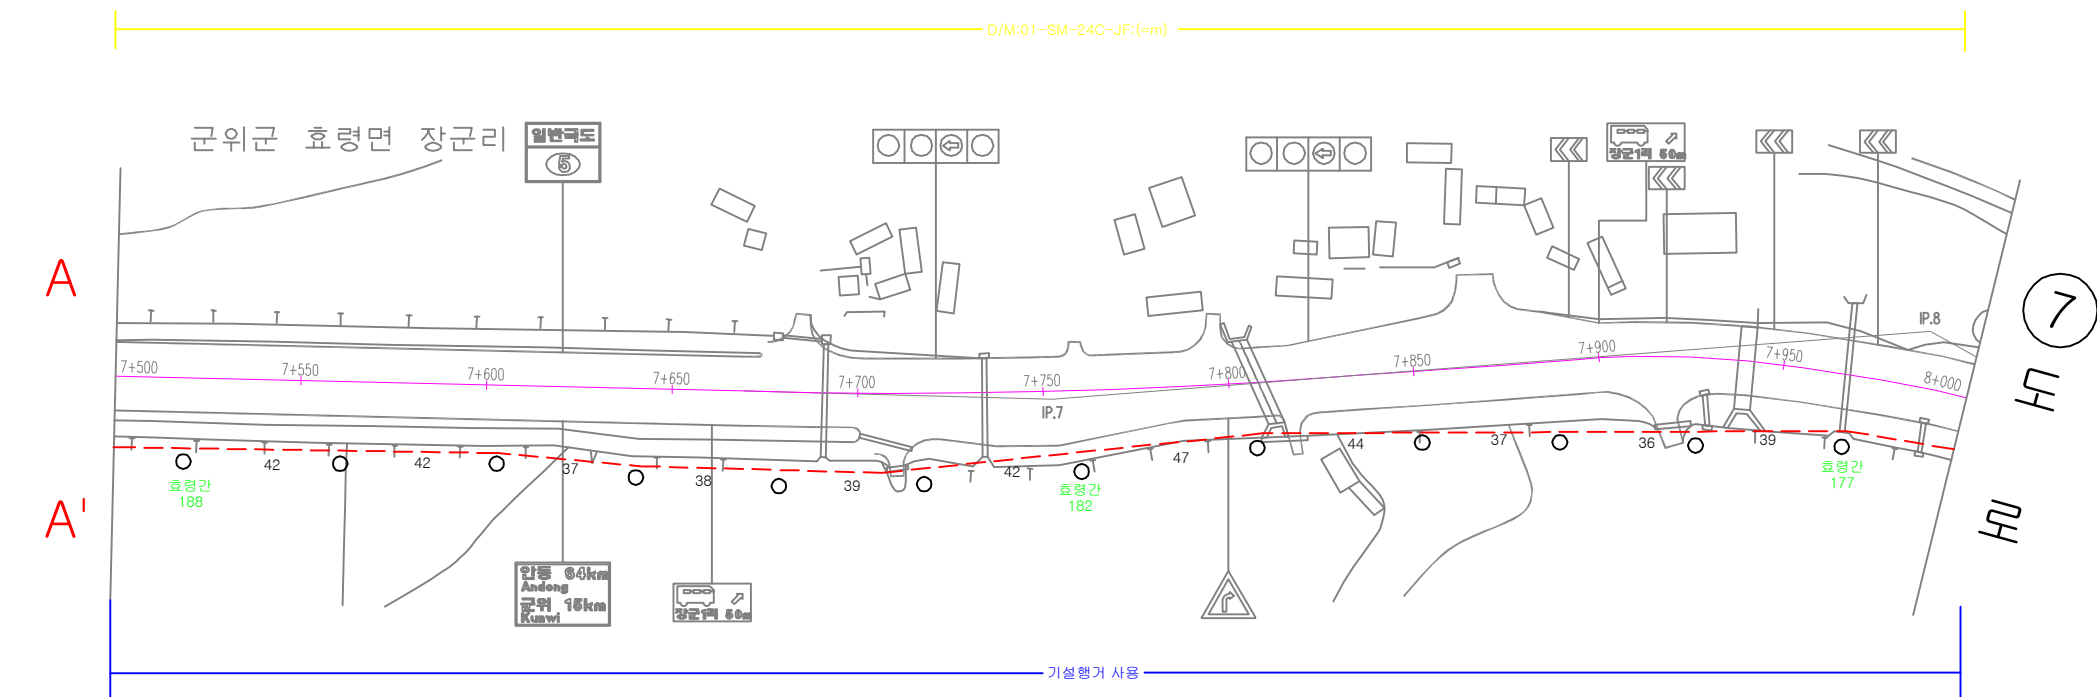 D/M:01-SM-24C-JF:(=m)
군위군 효령면 장군리
일반국도
5
장군1리 50m
A
7
IP.8
7+500
7+550
7+600
7+650
7+700
7+750
7+800
7+850
7+900
7+950
8+000
IP.7
42
42
37
38
39
42
47
44
37
36
39
효령간
188
효령간
182
효령간
177
A'
안동 64km
Andong
군위 15km
Kunwi
장군1리 50m
기설행거 사용